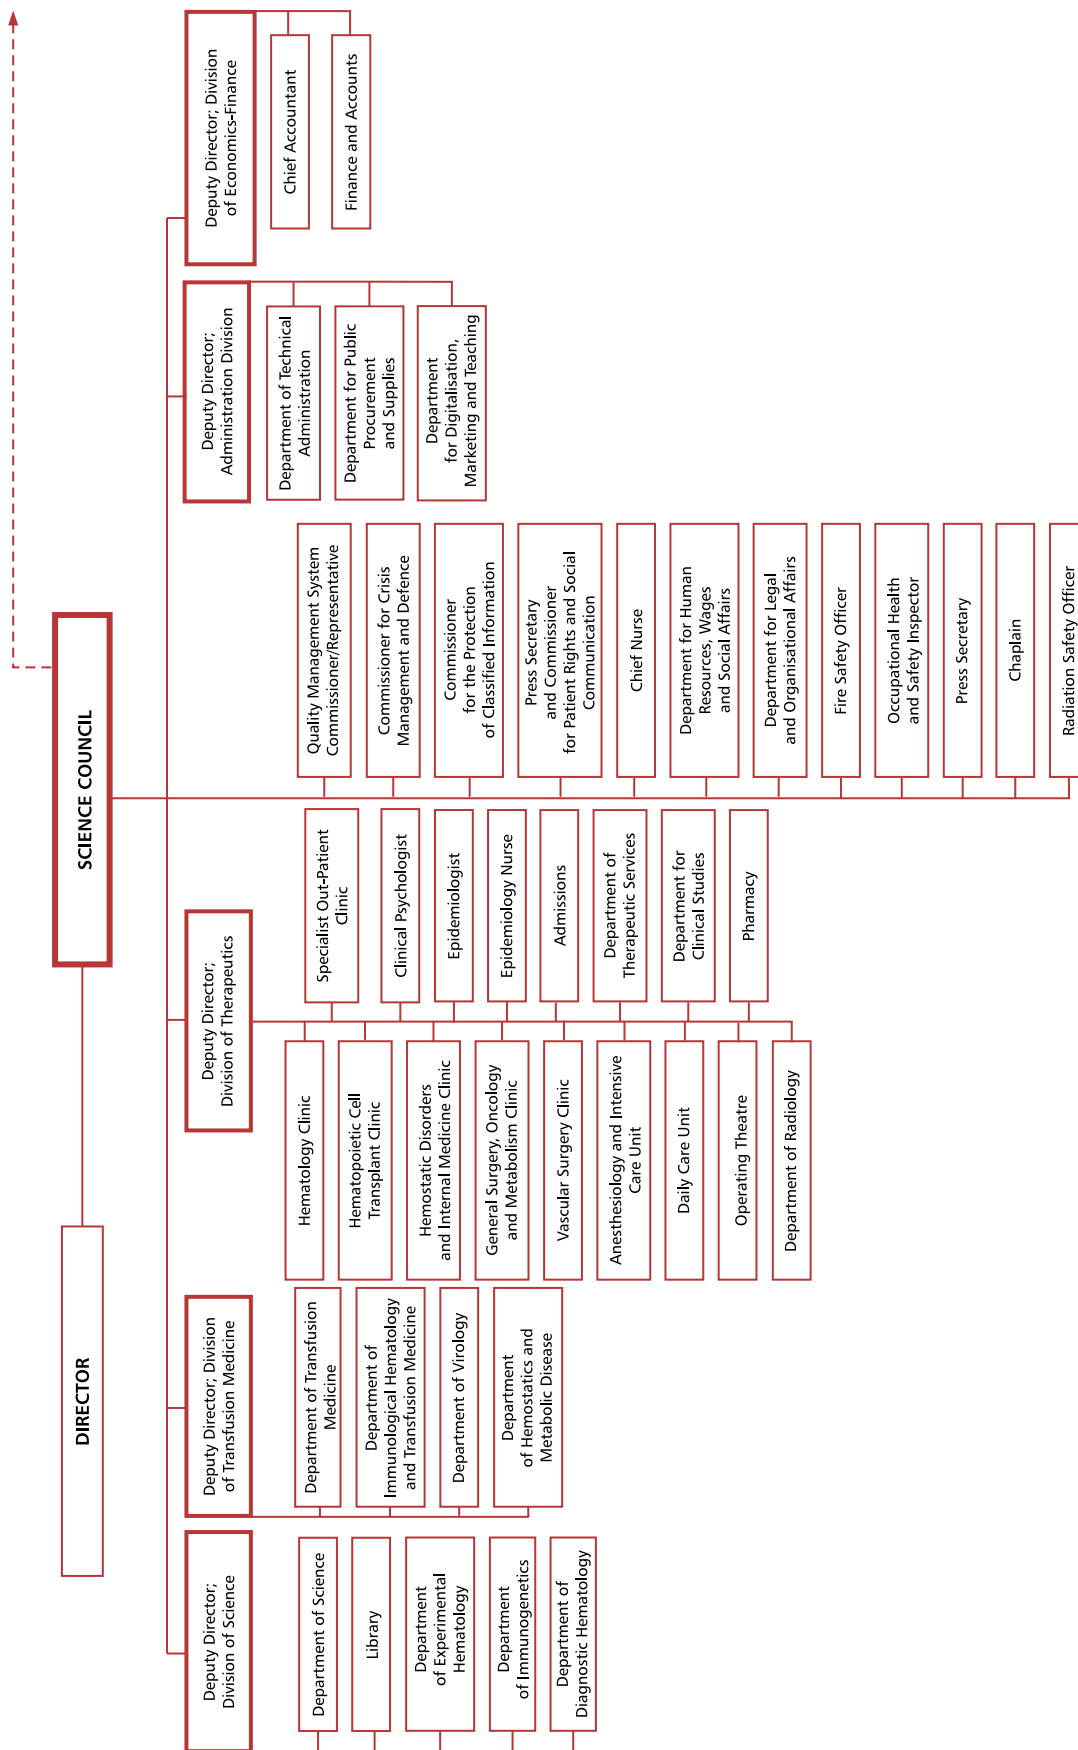 DIRECTOR
SCIENCE COUNCIL
Deputy Director;
Division of Science
Department of Science
Library
Department
of Experimental
Hematology
Department
of Immunogenetics
Department of
Diagnostic Hematology
Deputy Director; Division
of Transfusion Medicine
Department of Transfusion
Medicine
Department of
Immunological Hematology
and Transfusion Medicine
Department of Virology
Department
of Hemostatics and
Metabolic Disease
Deputy Director;
Division of Therapeutics
Hematology Clinic
Hematopoietic Cell
Transplant Clinic
Hemostatic Disorders
and Internal Medicine Clinic
General Surgery, Oncology
and Metabolism Clinic
Vascular Surgery Clinic
Anesthesiology and Intensive
Care Unit
Daily Care Unit
Operating Theatre
Department of Radiology
Specialist Out-Patient
Clinic
Clinical Psychologist
Epidemiologist
Epidemiology Nurse
Admissions
Department of
Therapeutic Services
Department for
Clinical Studies
Pharmacy
Quality Management System
Commissioner/Representative
Commissioner for Crisis
Management and Defence
Commissioner
for the Protection
of Classified Information
Press Secretary
and Commissioner
for Patient Rights and Social
Communication
Chief Nurse
Department for Human
Resources, Wages
and Social Affairs
Department for Legal
and Organisational Affairs
Fire Safety Officer
Occupational Health
and Safety Inspector
Press Secretary
Chaplain
Radiation Safety Officer
Deputy Director;
Administration Division
Department of Technical
Administration
Department for Public
Procurement
and Supplies
Department
for Digitalisation,
Marketing and Teaching
Deputy Director; Division
of Economics-Finance
Chief Accountant
Finance and Accounts